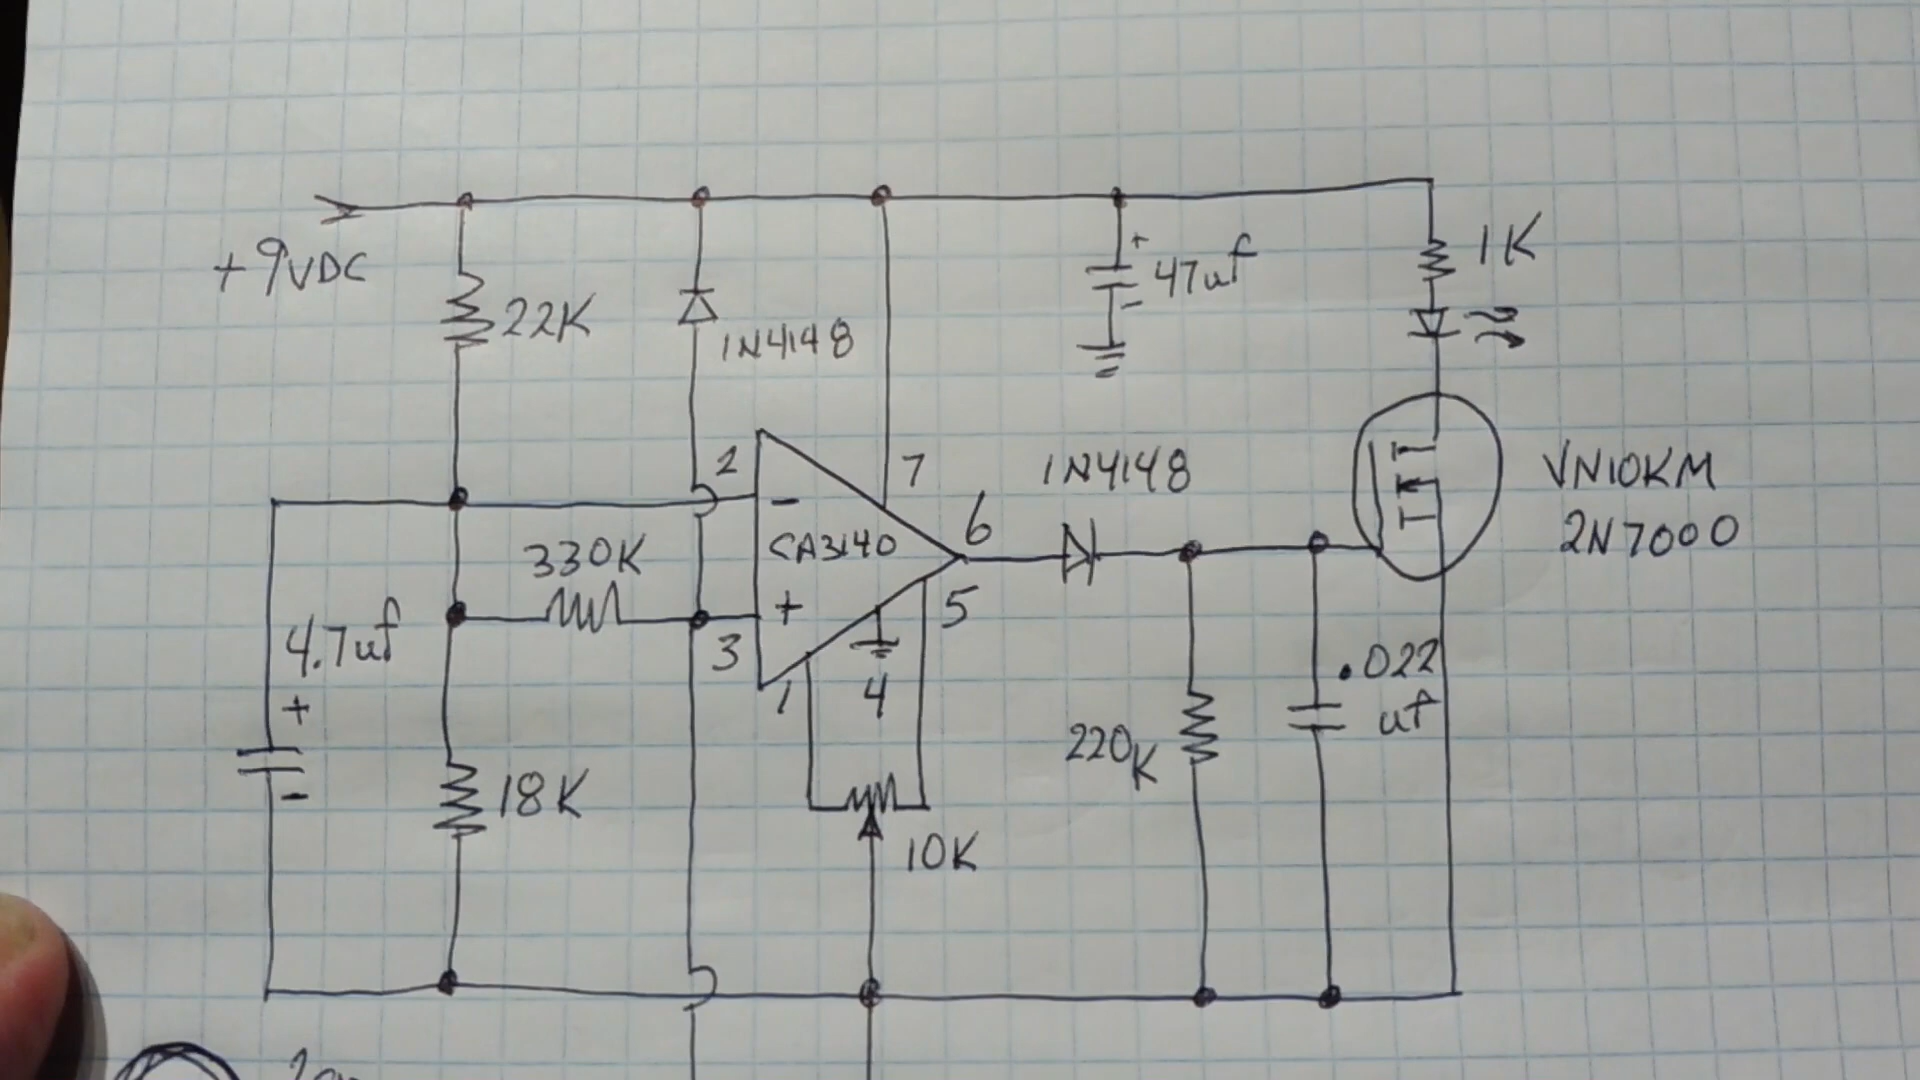 +9VDC
22K
1N4148
+
47uf
-
1K
2
-
7
1N4148
VN10KM
2N7000
CA3140
6
330K
+
3
5
1
4
4.7uf
+
-
18K
10K
220K
.022
uf